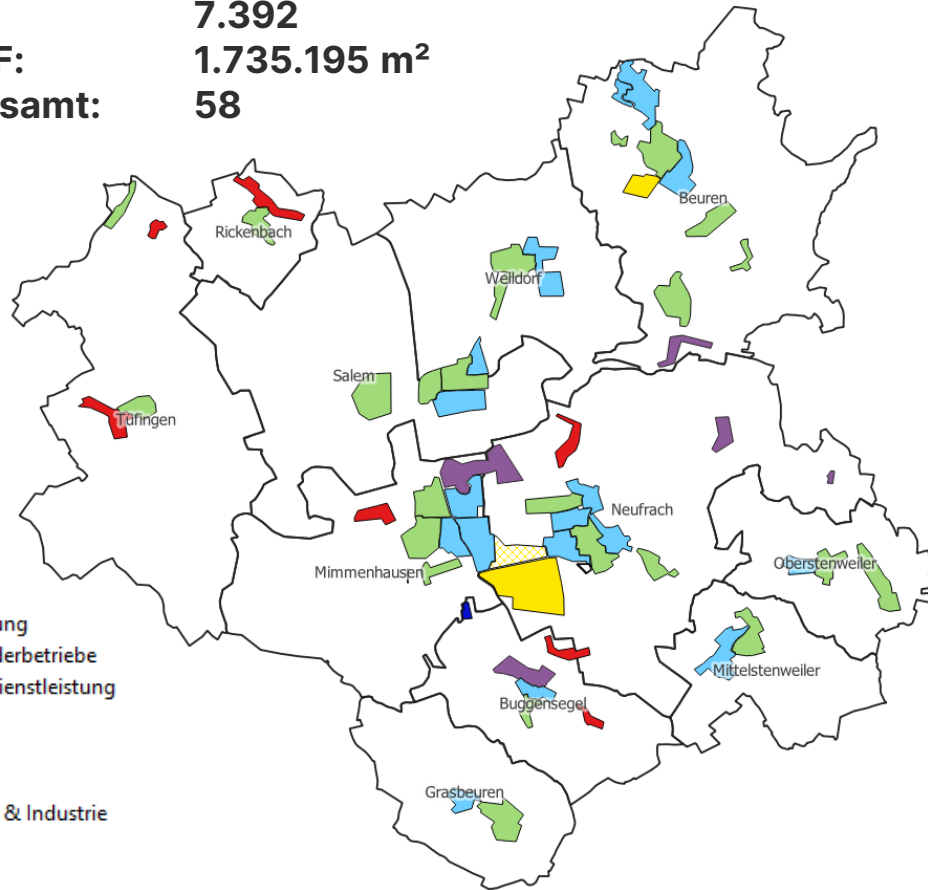 7.392
F: 1.735.195 m²
samt: 58
Beuren
Rickenbach
Weildorf
Salem
Tüfingen
Neufrach
Oberstenweiler
Mimmenhausen
Mittelstenweiler
Buggensegel
Grasbeuren
ung
derbetriebe
ienstleistung
& Industrie